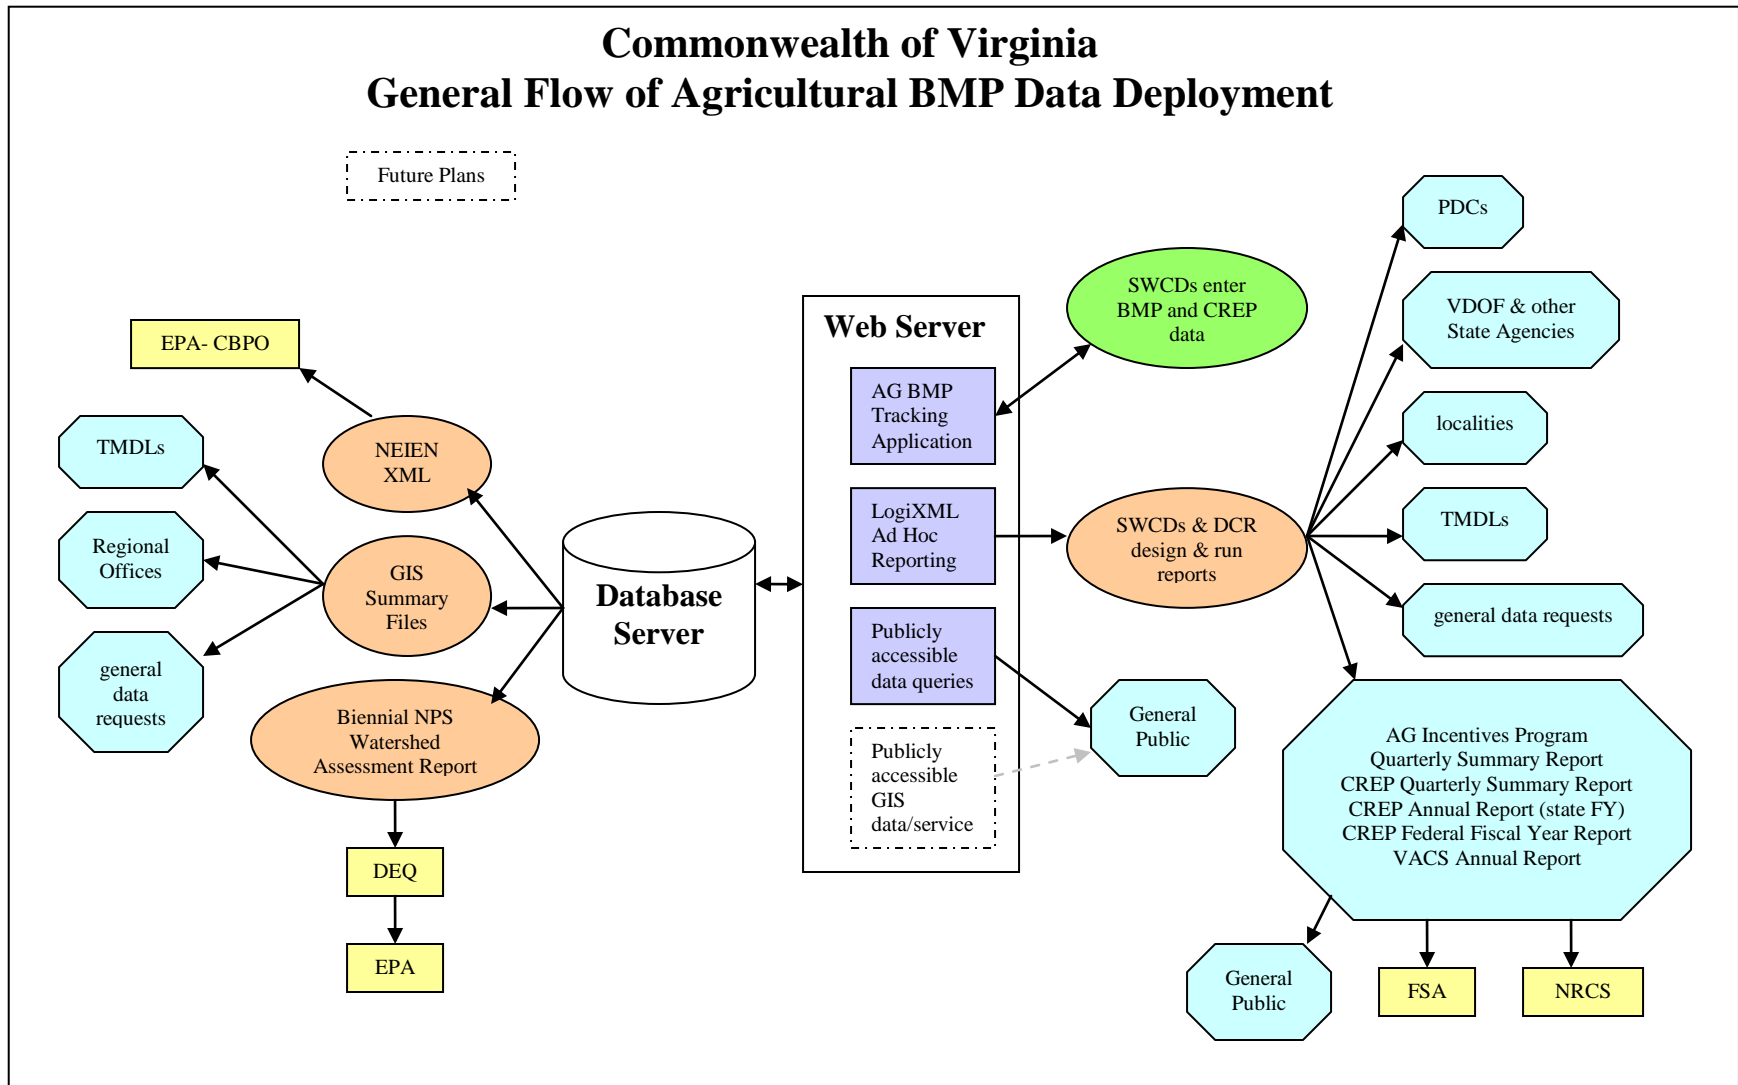 Commonwealth of Virginia
General Flow of Agricultural BMP Data Deployment
Future Plans
EPA- CBPO
TMDLs
Regional
Offices
general
data
requests
NEIEN
XML
GIS
Summary
Files
Biennial NPS
Watershed
Assessment Report
DEQ
EPA
Database
Server
Web Server
AG BMP
Tracking
Application
LogiXML
Ad Hoc
Reporting
Publicly
accessible
data queries
Publicly
accessible
GIS
data/service
SWCDs enter
BMP and CREP
data
SWCDs & DCR
design & run
reports
General
Public
PDCs
VDOF & other
State Agencies
localities
TMDLs
general data requests
AG Incentives Program
Quarterly Summary Report
CREP Quarterly Summary Report
CREP Annual Report (state FY)
CREP Federal Fiscal Year Report
VACS Annual Report
General
Public
FSA
NRCS